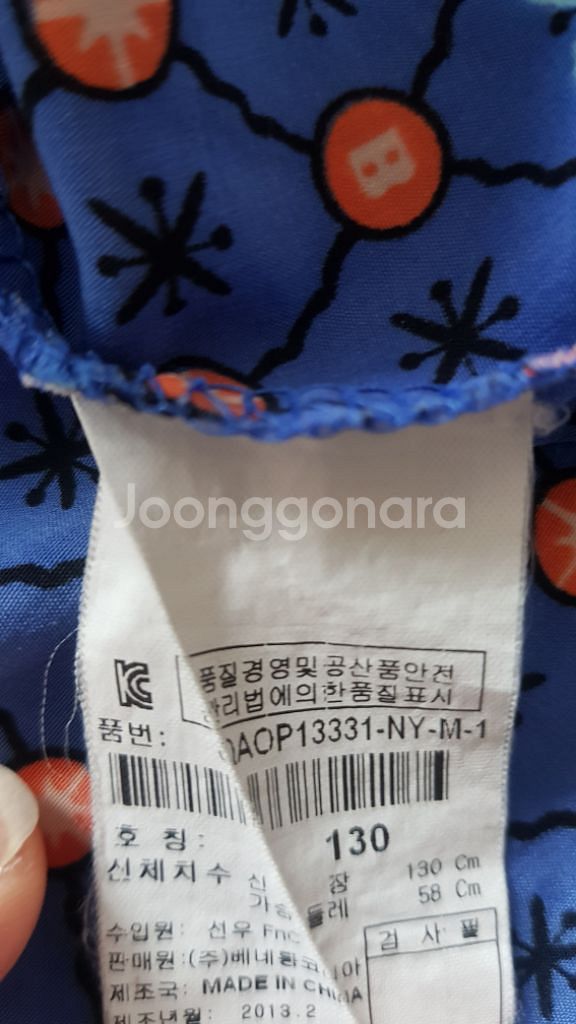 Joonggonara
품질경영및공산품안전
관리법에의한품질표시
품번: QAOP13331-NY-M-1
호 칭: 130
신체치수 신장 130 Cm
가슴둘레 58 Cm
수입원: 선우 Fnc
검 사 필
판매원:(주)베네통코리아
제조국: MADE IN CHINA
제조년월: 2013.2